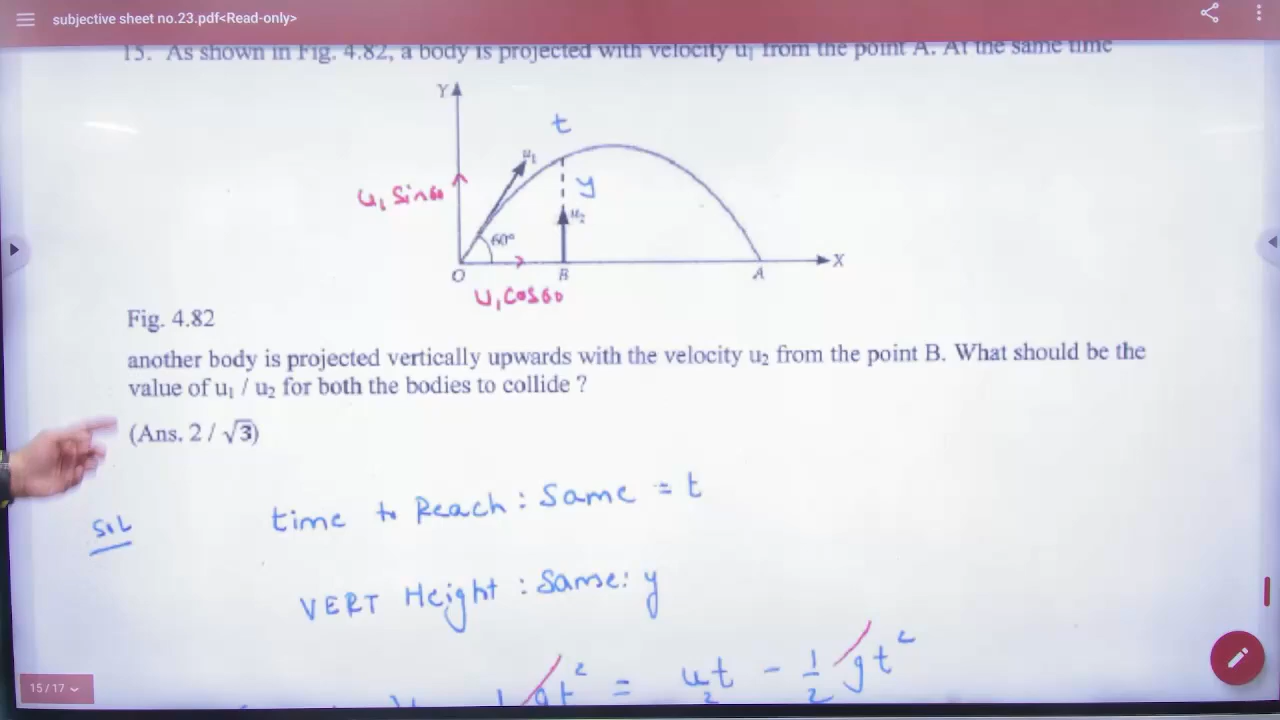 subjective sheet no.23.pdf<Read-only>
15. As shown in Fig. 4.82, a body is projected with velocity u₁ from the point A. At the same time
Y
t
u₁
u₁ Sin60
y
u₂
60°
O
B
A
X
u₁ cos60
Fig. 4.82
another body is projected vertically upwards with the velocity u₂ from the point B. What should be the
value of u₁ / u₂ for both the bodies to collide ?
(Ans. 2 / √3)
Sol
time to Reach : Same = t
VERT Height : Same : y
gt² = u₂t - 1/2 gt²
15 / 17